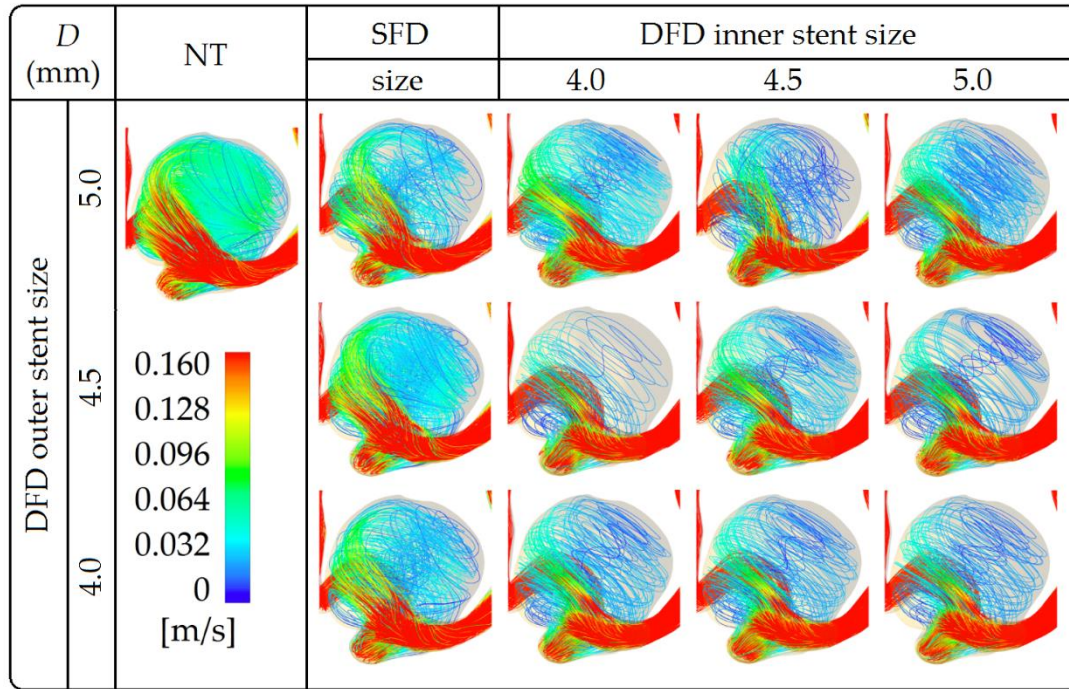 D
(mm)
NT
SFD
DFD inner stent size
size
4.0
4.5
5.0
DFD outer stent size
5.0
4.5
4.0
0.160
0.128
0.096
0.064
0.032
0
[m/s]